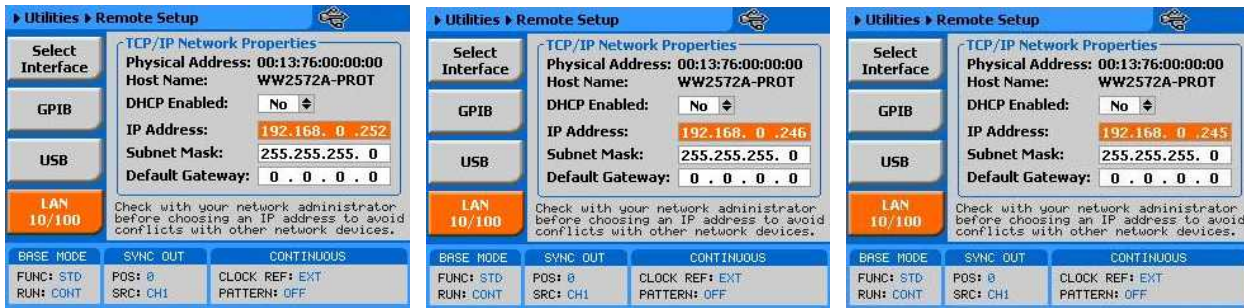 Utilities Remote Setup
Select Interface
GPIB
USB
LAN 10/100
TCP/IP Network Properties
Physical Address: 00:13:76:00:00:00
Host Name: WW2572A-PROT
DHCP Enabled: No
IP Address: 192.168. 0 .252
Subnet Mask: 255.255.255. 0
Default Gateway: 0 . 0 . 0 . 0
Check with your network administrator
before choosing an IP address to avoid
conflicts with other network devices.
BASE MODE SYNC OUT CONTINUOUS
FUNC: STD POS: 0 CLOCK REF: EXT
RUN: CONT SRC: CH1 PATTERN: OFF
Utilities Remote Setup
Select Interface
GPIB
USB
LAN 10/100
TCP/IP Network Properties
Physical Address: 00:13:76:00:00:00
Host Name: WW2572A-PROT
DHCP Enabled: No
IP Address: 192.168. 0 .246
Subnet Mask: 255.255.255. 0
Default Gateway: 0 . 0 . 0 . 0
Check with your network administrator
before choosing an IP address to avoid
conflicts with other network devices.
BASE MODE SYNC OUT CONTINUOUS
FUNC: STD POS: 0 CLOCK REF: EXT
RUN: CONT SRC: CH1 PATTERN: OFF
Utilities Remote Setup
Select Interface
GPIB
USB
LAN 10/100
TCP/IP Network Properties
Physical Address: 00:13:76:00:00:00
Host Name: WW2572A-PROT
DHCP Enabled: No
IP Address: 192.168. 0 .245
Subnet Mask: 255.255.255. 0
Default Gateway: 0 . 0 . 0 . 0
Check with your network administrator
before choosing an IP address to avoid
conflicts with other network devices.
BASE MODE SYNC OUT CONTINUOUS
FUNC: STD POS: 0 CLOCK REF: EXT
RUN: CONT SRC: CH1 PATTERN: OFF